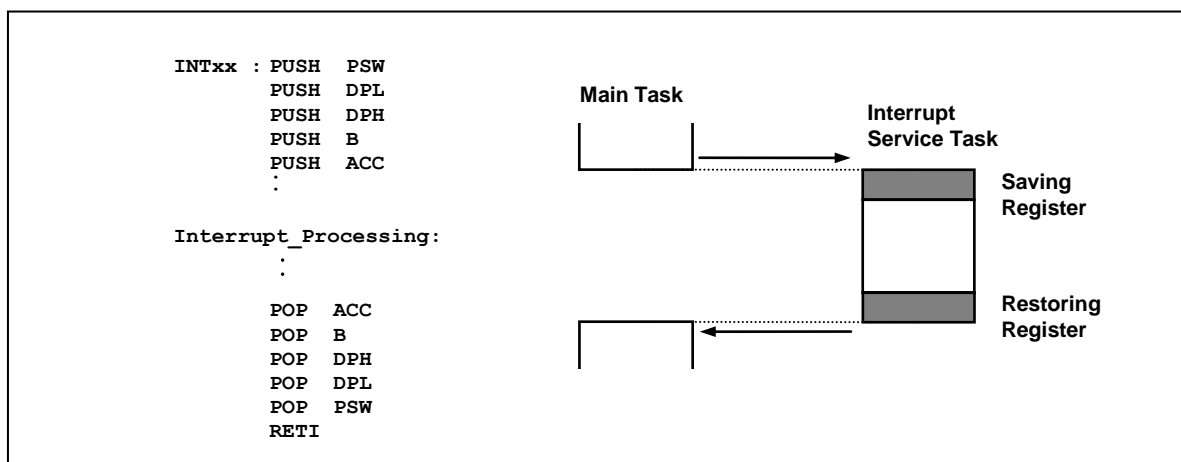 INTxx : PUSH PSW
PUSH DPL
PUSH DPH
PUSH B
PUSH ACC
:
Interrupt_Processing:
:
POP ACC
POP B
POP DPH
POP DPL
POP PSW
RETI
Main Task
Interrupt
Service Task
Saving
Register
Restoring
Register